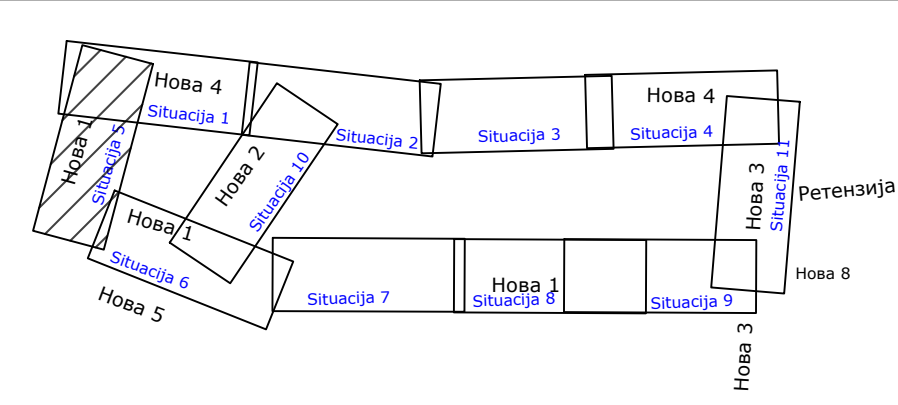 Нова 4
Situacija 1
Situacija 2
Situacija 3
Нова 4
Situacija 4
Нова 1
Situacija 5
Нова 2
Situacija 10
Нова 3
Situacija 11
Ретензија
Нова 1
Situacija 6
Нова 5
Situacija 7
Нова 1
Situacija 8
Situacija 9
Нова 8
Нова 3